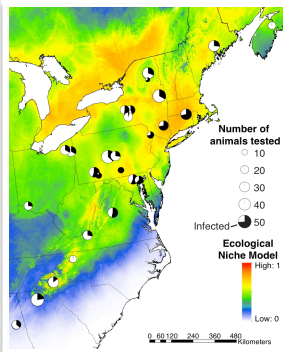 Number of
animals tested
10
20
30
40
Infected
50
Ecological
Niche Model
High: 1
Low: 0
0 60 120 240 360 480
Kilometers